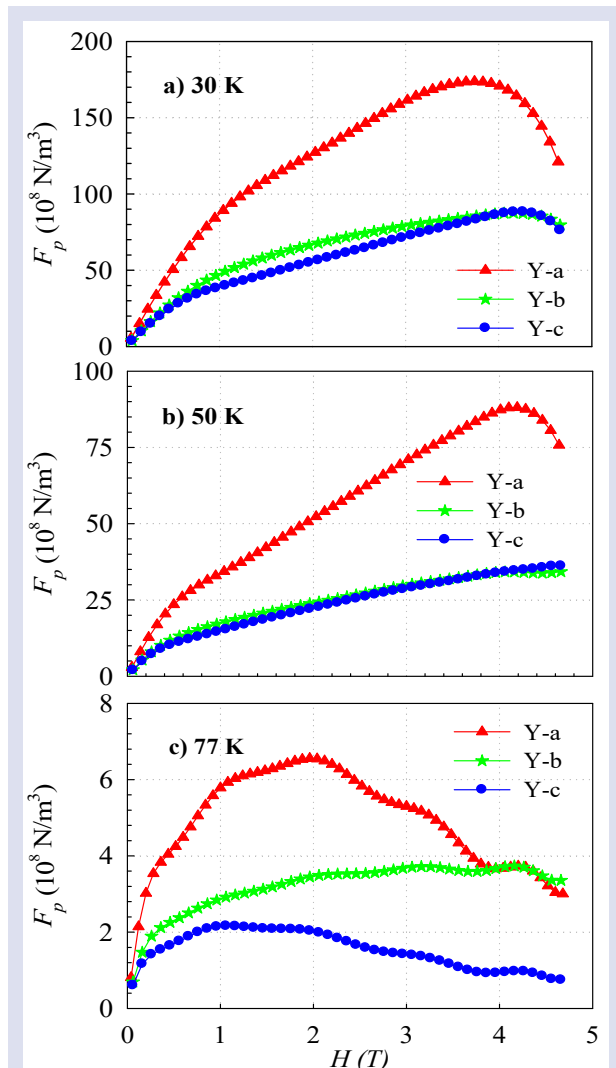 a) 30 K
F_p (10^8 N/m^3)
200
150
100
50
0
Y-a
Y-b
Y-c
b) 50 K
F_p (10^8 N/m^3)
100
75
50
25
0
Y-a
Y-b
Y-c
c) 77 K
F_p (10^8 N/m^3)
8
6
4
2
0
Y-a
Y-b
Y-c
0 1 2 3 4 5
H (T)